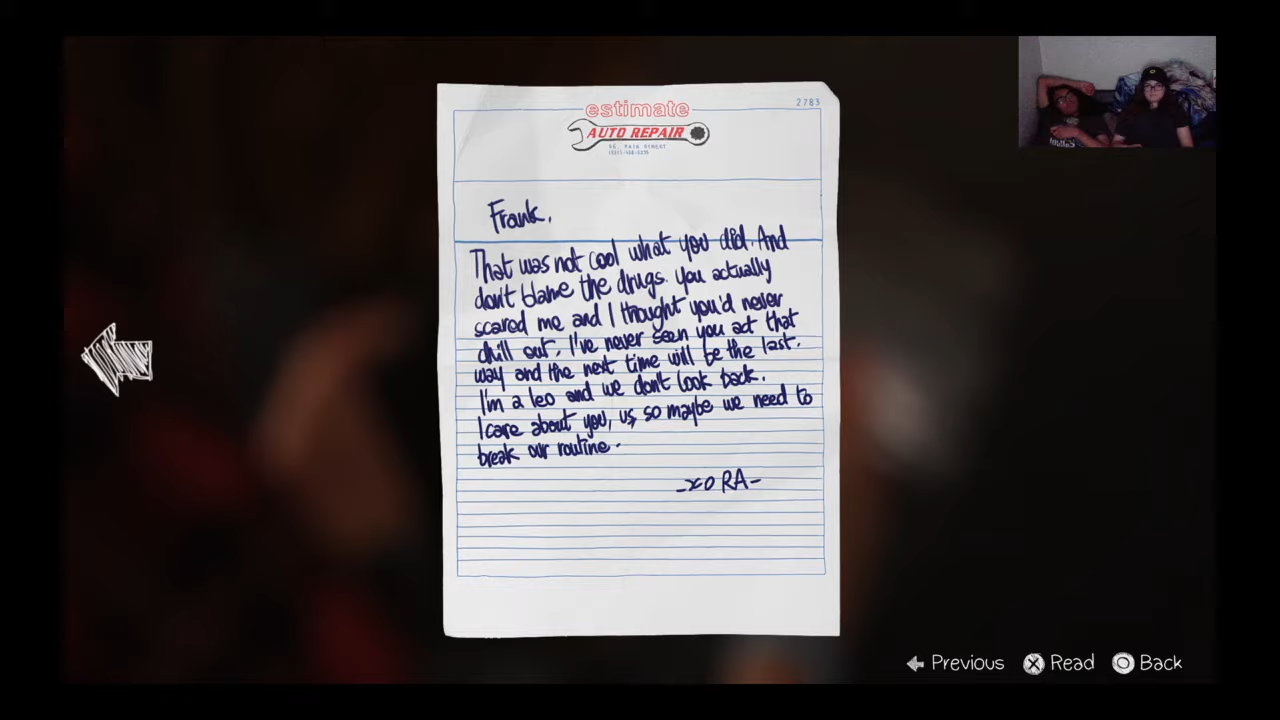 2783
estimate
AUTO REPAIR
Frank,
That was not cool what you did. And
don't blame the drugs. You actually
scared me and I thought you'd never
chill out. I've never seen you act that
way and the next time will be the last.
I'm a leo and we don't look back.
I care about you, us, so maybe we need to
break our routine.
-xo RA-
Previous
Read
Back